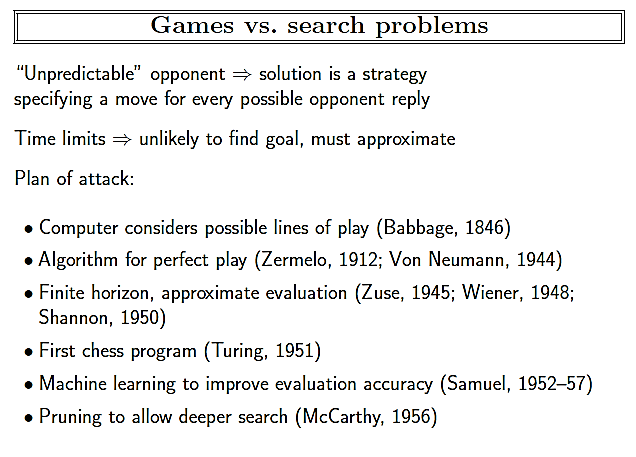 Games vs. search problems
“Unpredictable” opponent ⇒ solution is a strategy
specifying a move for every possible opponent reply
Time limits ⇒ unlikely to find goal, must approximate
Plan of attack:
• Computer considers possible lines of play (Babbage, 1846)
• Algorithm for perfect play (Zermelo, 1912; Von Neumann, 1944)
• Finite horizon, approximate evaluation (Zuse, 1945; Wiener, 1948;
Shannon, 1950)
• First chess program (Turing, 1951)
• Machine learning to improve evaluation accuracy (Samuel, 1952–57)
• Pruning to allow deeper search (McCarthy, 1956)